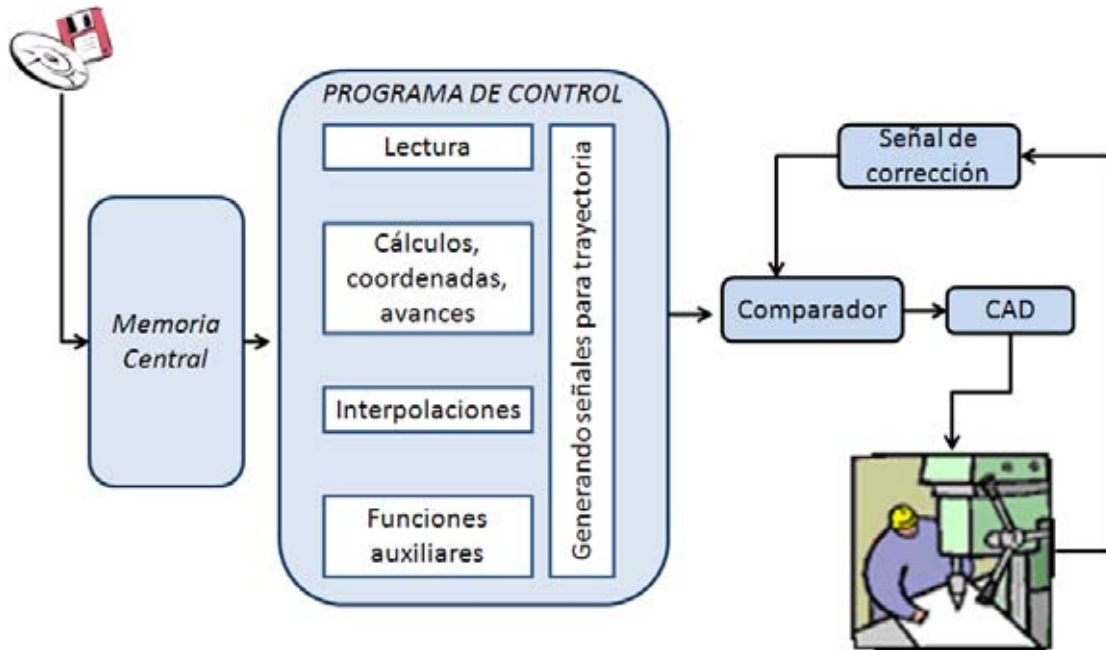 PROGRAMA DE CONTROL
Lectura
Cálculos,
coordenadas,
avances
Interpolaciones
Funciones
auxiliares
Generando señales para trayectoria
Memoria
Central
Señal de
corrección
Comparador
CAD